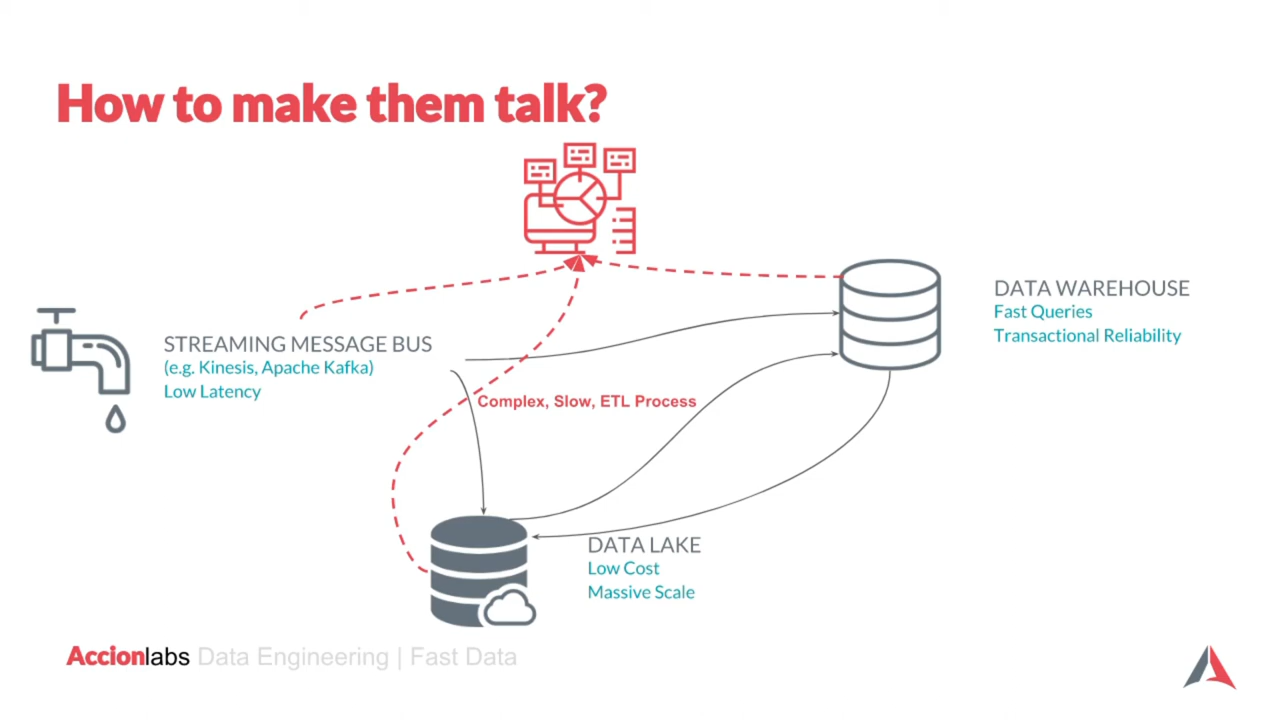 How to make them talk?
STREAMING MESSAGE BUS
(e.g. Kinesis, Apache Kafka)
Low Latency
DATA WAREHOUSE
Fast Queries
Transactional Reliability
Complex, Slow, ETL Process
DATA LAKE
Low Cost
Massive Scale
Accionlabs Data Engineering | Fast Data